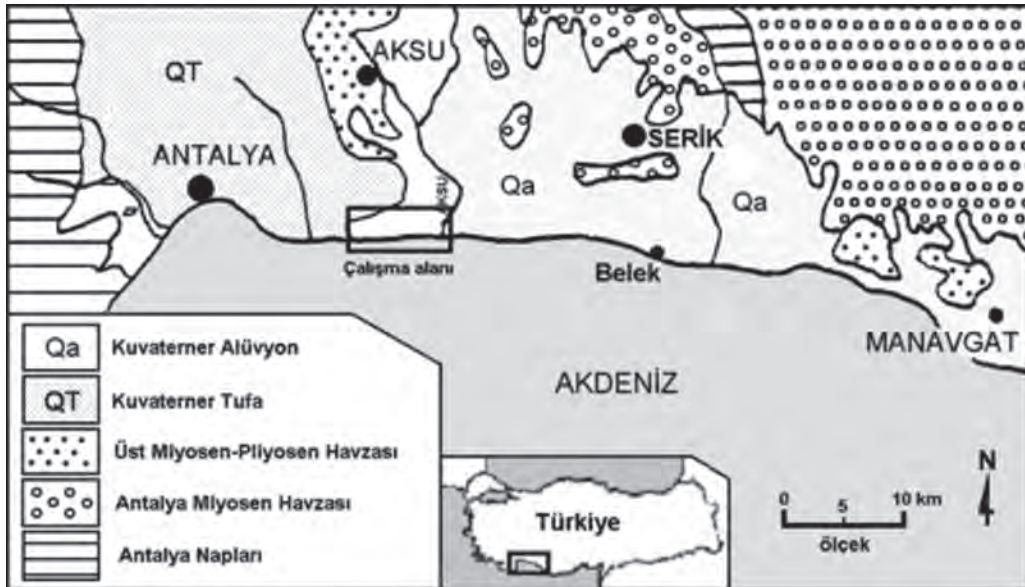 QT
AKSU
ANTALYA
SERİK
Qa
AKSU
Qa
Çalışma alanı
Belek
MANAVGAT
AKDENİZ
Qa Kuvaterner Alüvyon
QT Kuvaterner Tufa
Üst Miyosen-Pliyosen Havzası
Antalya Miyosen Havzası
Antalya Napları
Türkiye
N
0 5 10 km
ölçek